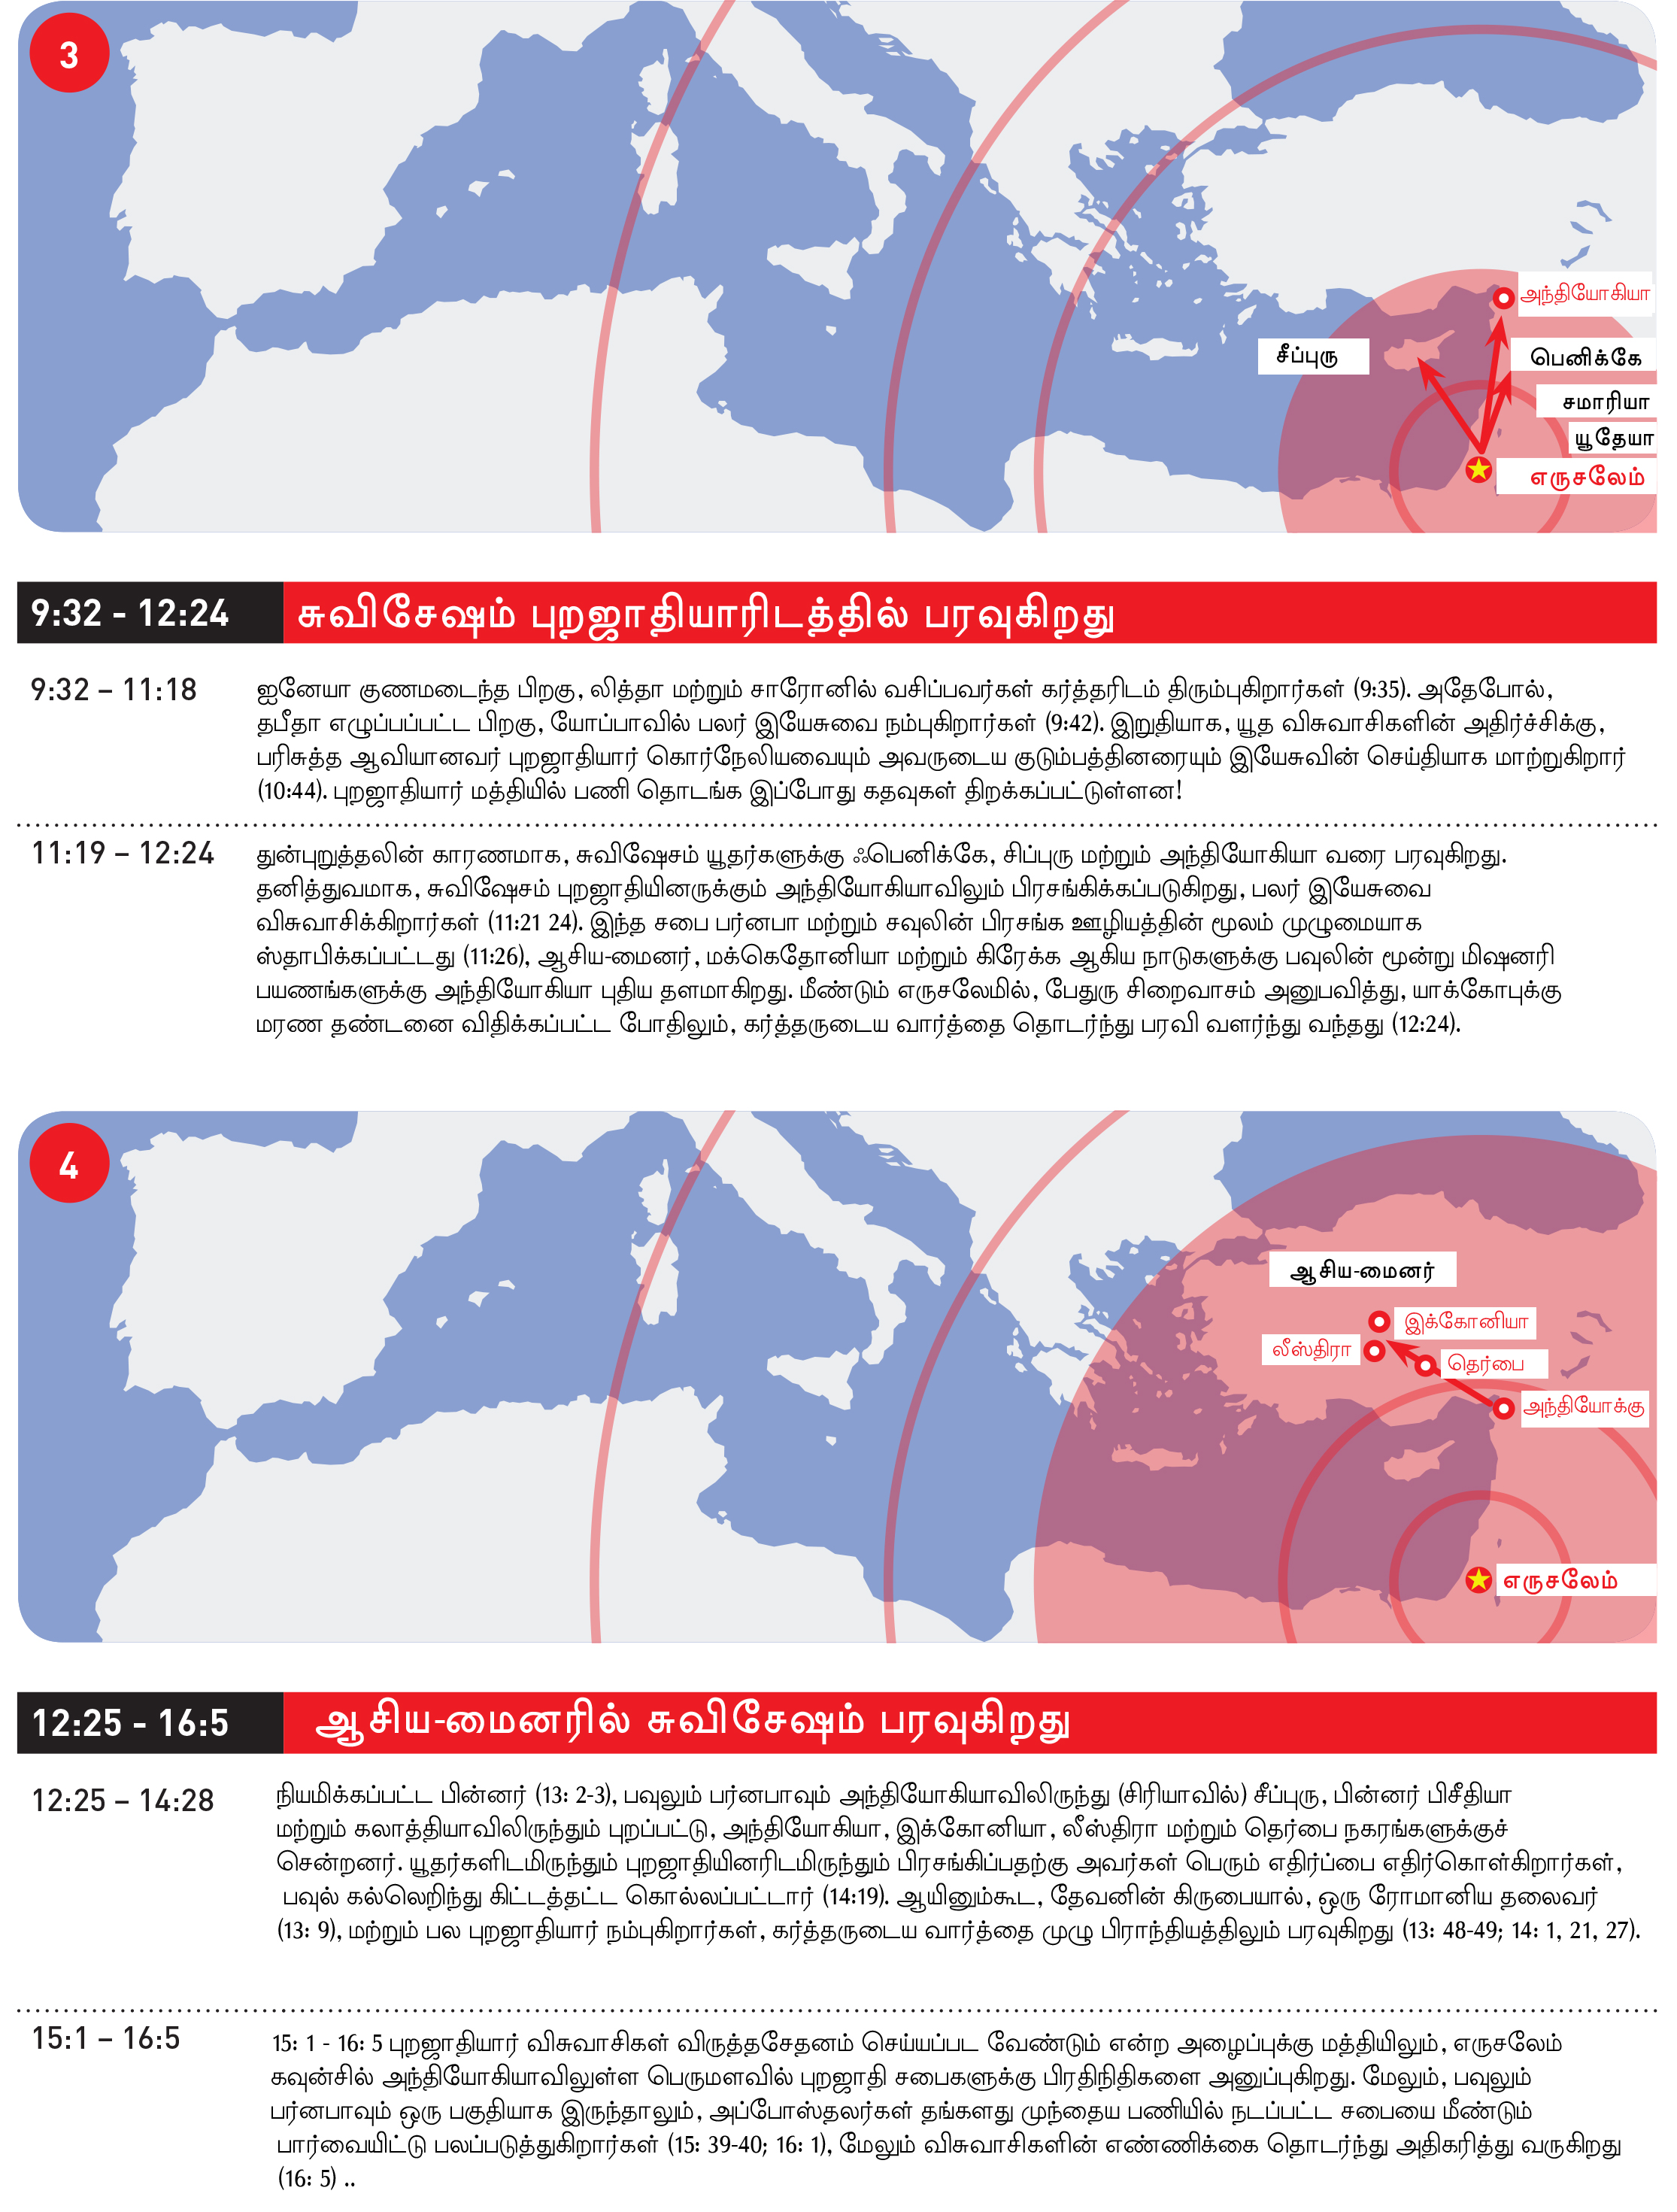 3
அந்தியோகியா
சீப்புரு
பெனிக்கே
சமாரியா
யூதேயா
எருசலேம்
9:32 - 12:24 சுவிசேஷம் புறஜாதியாரிடத்தில் பரவுகிறது
9:32 – 11:18 ஐனேயா குணமடைந்த பிறகு, லித்தா மற்றும் சாரோனில் வசிப்பவர்கள் கர்த்தரிடம் திரும்புகிறார்கள் (9:35). அதேபோல்,
தபீதா எழுப்பப்பட்ட பிறகு, யோப்பாவில் பலர் இயேசுவை நம்புகிறார்கள் (9:42). இறுதியாக, யூத விசுவாசிகளின் அதிர்ச்சிக்கு,
பரிசுத்த ஆவியானவர் புறஜாதியார் கொர்நேலியவையும் அவருடைய குடும்பத்தினரையும் இயேசுவின் செய்தியாக மாற்றுகிறார்
(10:44). புறஜாதியார் மத்தியில் பணி தொடங்க இப்போது கதவுகள் திறக்கப்பட்டுள்ளன!
11:19 – 12:24 துன்புறுத்தலின் காரணமாக, சுவிஷேசம் யூதர்களுக்கு ஃபெனிக்கே, சிப்புரு மற்றும் அந்தியோகியா வரை பரவுகிறது.
தனித்துவமாக, சுவிஷேசம் புறஜாதியினருக்கும் அந்தியோகியாவிலும் பிரசங்கிக்கப்படுகிறது, பலர் இயேசுவை
விசுவாசிக்கிறார்கள் (11:21 24). இந்த சபை பர்னபா மற்றும் சவுலின் பிரசங்க ஊழியத்தின் மூலம் முழுமையாக
ஸ்தாபிக்கப்பட்டது (11:26), ஆசிய-மைனர், மக்கெதோனியா மற்றும் கிரேக்க ஆகிய நாடுகளுக்கு பவுலின் மூன்று மிஷனரி
பயணங்களுக்கு அந்தியோகியா புதிய தளமாகிறது. மீண்டும் எருசலேமில், பேதுரு சிறைவாசம் அனுபவித்து, யாக்கோபுக்கு
மரண தண்டனை விதிக்கப்பட்ட போதிலும், கர்த்தருடைய வார்த்தை தொடர்ந்து பரவி வளர்ந்து வந்தது (12:24).
4
ஆசிய-மைனர்
இக்கோனியா
லீஸ்திரா
தெர்பை
அந்தியோக்கு
எருசலேம்
12:25 - 16:5 ஆசிய-மைனரில் சுவிசேஷம் பரவுகிறது
12:25 – 14:28 நியமிக்கப்பட்ட பின்னர் (13: 2-3), பவுலும் பர்னபாவும் அந்தியோகியாவிலிருந்து (சிரியாவில்) சீப்புரு, பின்னர் பிசீதியா
மற்றும் கலாத்தியாவிலிருந்தும் புறப்பட்டு, அந்தியோகியா, இக்கோனியா, லீஸ்திரா மற்றும் தெர்பை நகரங்களுக்குச்
சென்றனர். யூதர்களிடமிருந்தும் புறஜாதியினரிடமிருந்தும் பிரசங்கிப்பதற்கு அவர்கள் பெரும் எதிர்ப்பை எதிர்கொள்கிறார்கள்,
பவுல் கல்லெறிந்து கிட்டத்தட்ட கொல்லப்பட்டார் (14:19). ஆயினும்கூட, தேவனின் கிருபையால், ஒரு ரோமானிய தலைவர்
(13: 9), மற்றும் பல புறஜாதியார் நம்புகிறார்கள், கர்த்தருடைய வார்த்தை முழு பிராந்தியத்திலும் பரவுகிறது (13: 48-49; 14: 1, 21, 27).
15:1 – 16:5 15: 1 - 16: 5 புறஜாதியார் விசுவாசிகள் விருத்தசேதனம் செய்யப்பட வேண்டும் என்ற அழைப்புக்கு மத்தியிலும், எருசலேம்
கவுன்சில் அந்தியோகியாவிலுள்ள பெருமளவில் புறஜாதி சபைகளுக்கு பிரதிநிதிகளை அனுப்புகிறது. மேலும், பவுலும்
பர்னபாவும் ஒரு பகுதியாக இருந்தாலும், அப்போஸ்தலர்கள் தங்களது முந்தைய பணியில் நடப்பட்ட சபையை மீண்டும்
பார்வையிட்டு பலப்படுத்துகிறார்கள் (15: 39-40; 16: 1), மேலும் விசுவாசிகளின் எண்ணிக்கை தொடர்ந்து அதிகரித்து வருகிறது
(16: 5) ..